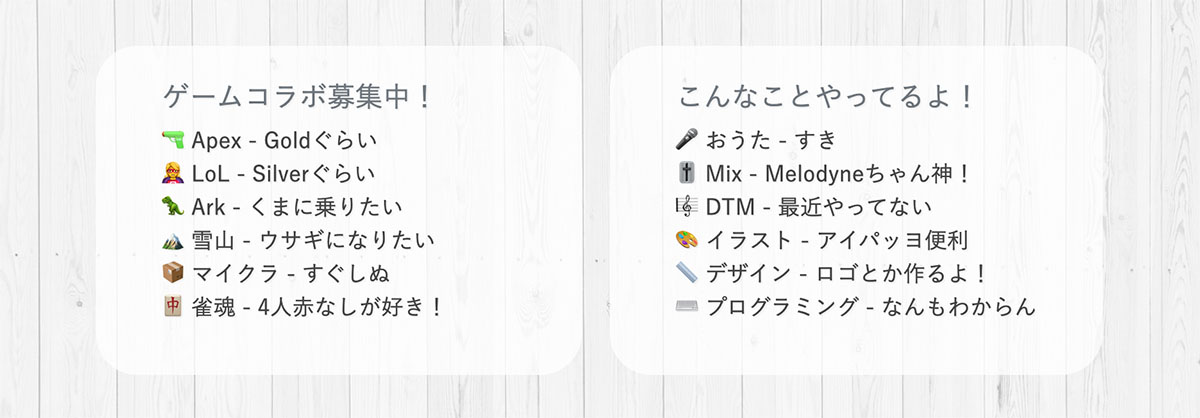 ゲームコラボ募集中！
🔫 Apex - Goldぐらい
🦹‍♀️ LoL - Silverぐらい
🦖 Ark - くまに乗りたい
🏔️ 雪山 - ウサギになりたい
📦 マイクラ - すぐしぬ
🀄 雀魂 - 4人赤なしが好き！
こんなことやってるよ！
🎤 おうた - すき
🎚️ Mix - Melodyneちゃん神！
🎼 DTM - 最近やってない
🎨 イラスト - アイパッヨ便利
📏 デザイン - ロゴとか作るよ！
⌨️ プログラミング - なんもわからん